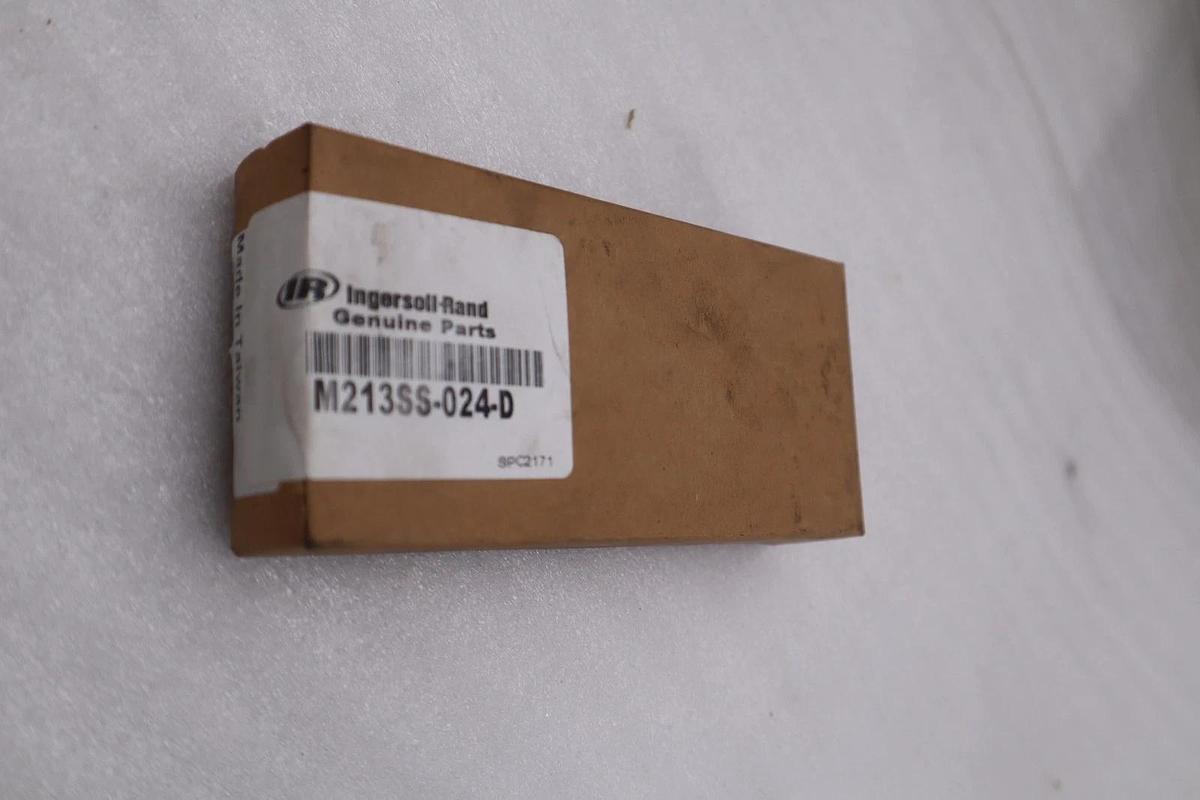 IR Ingersoll-Rand
Genuine Parts
M213SS-024-D
SPC2171
Made In Taiwan